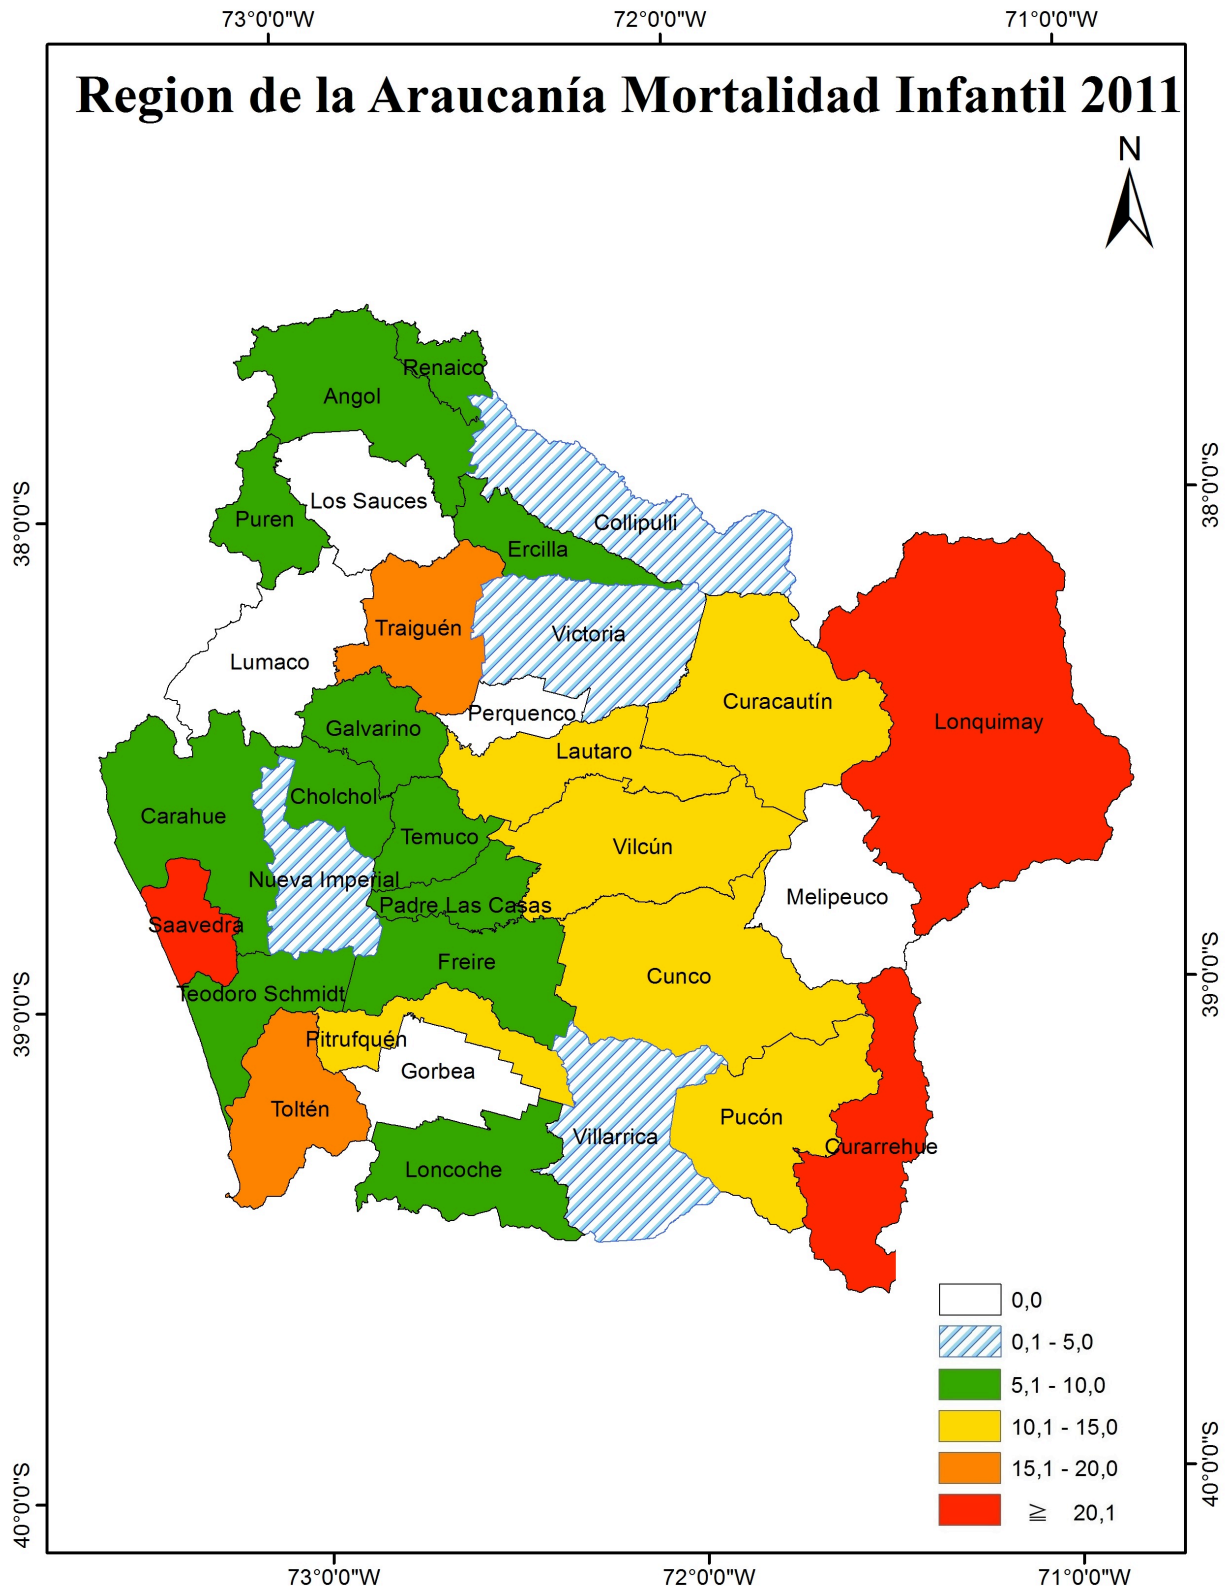 73°0'0"W 72°0'0"W 71°0'0"W
Region de la Araucanía Mortalidad Infantil 2011
N
Renaico
Angol
38°0'0"S
38°0'0"S
Los Sauces
Puren
Collipulli
Ercilla
Traiguén
Victoria
Lumaco
Curacautín
Perquenco
Lonquimay
Galvarino
Lautaro
Cholchol
Carahue
Temuco
Vilcún
Nueva Imperial
Melipeuco
Padre Las Casas
Saavedra
Freire
Cunco
39°0'0"S
39°0'0"S
Teodoro Schmidt
Pitrufquén
Gorbea
Toltén
Pucón
Villarrica
Curarrehue
Loncoche
0,0
0,1 - 5,0
5,1 - 10,0
10,1 - 15,0
15,1 - 20,0
≧ 20,1
40°0'0"S
40°0'0"S
73°0'0"W 72°0'0"W 71°0'0"W